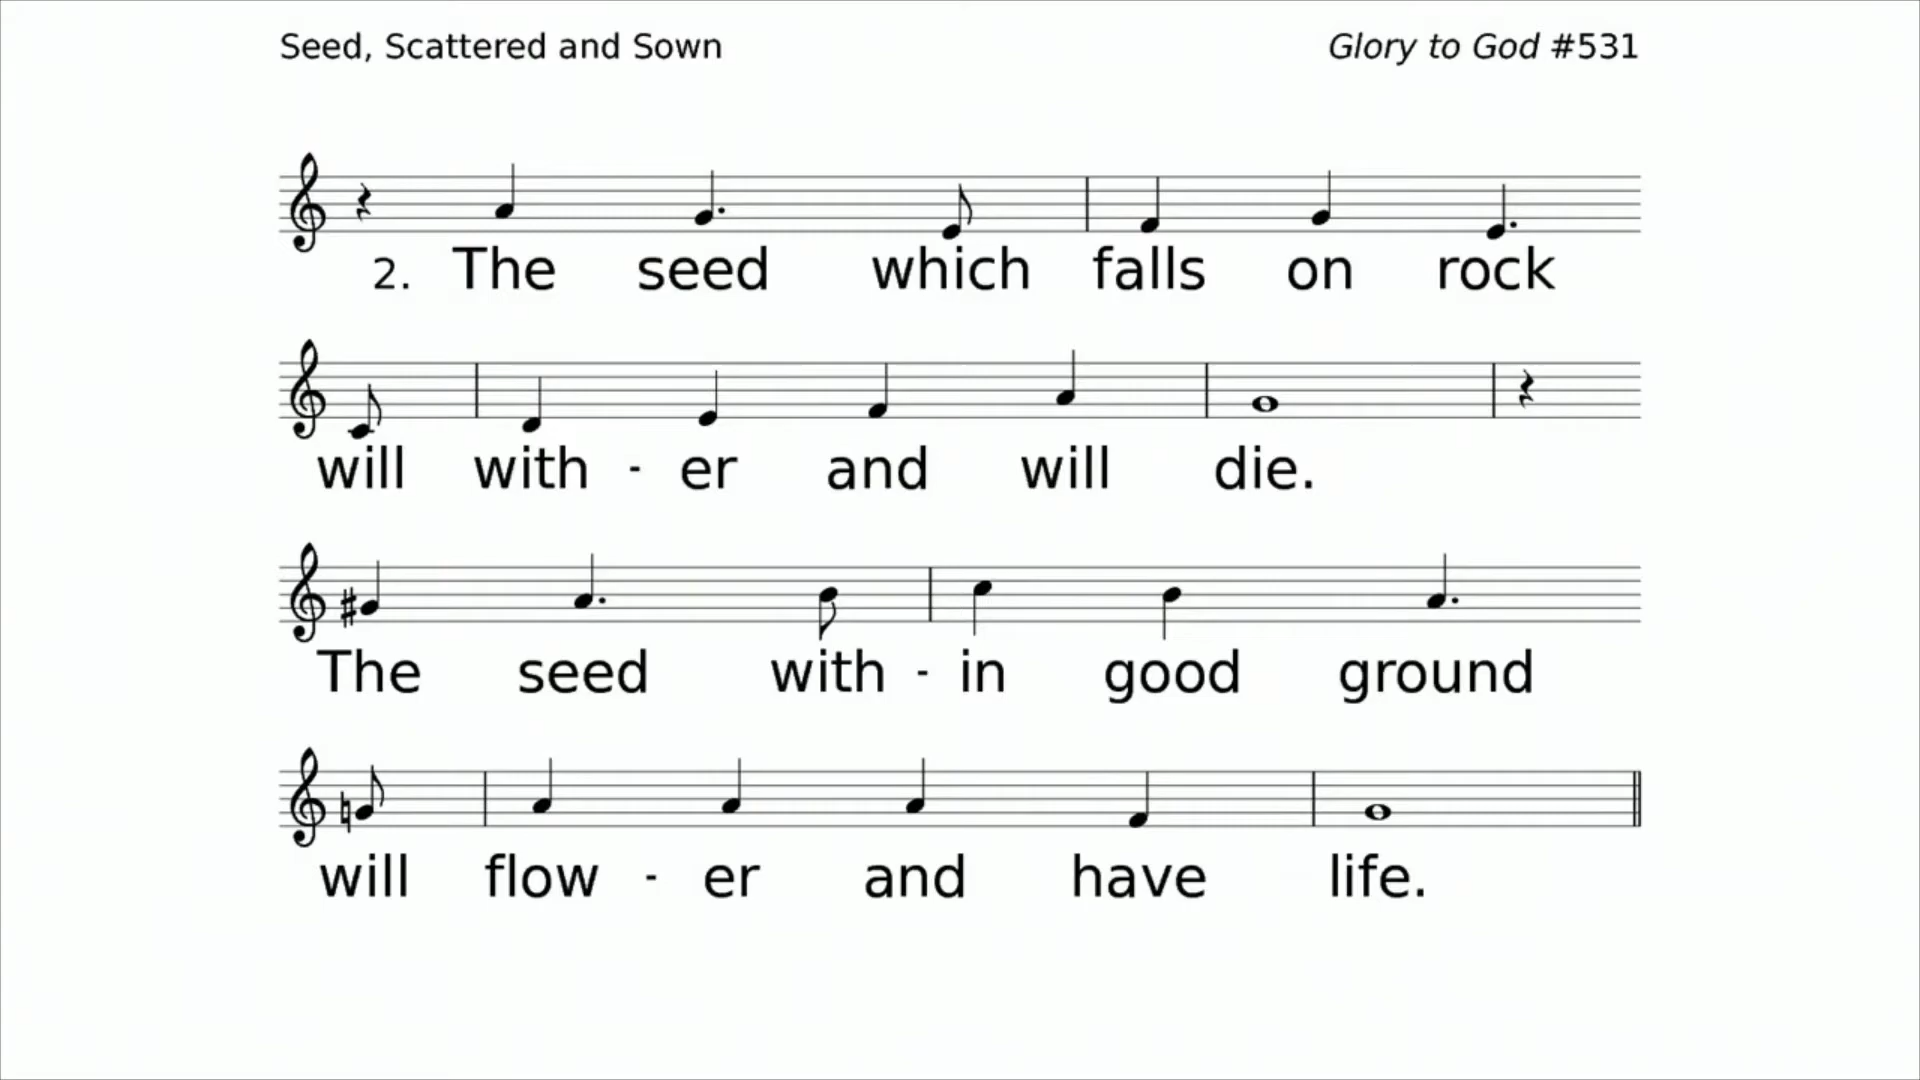 Seed, Scattered and Sown
Glory to God #531
2. The seed which falls on rock
will with - er and will die.
The seed with - in good ground
will flow - er and have life.